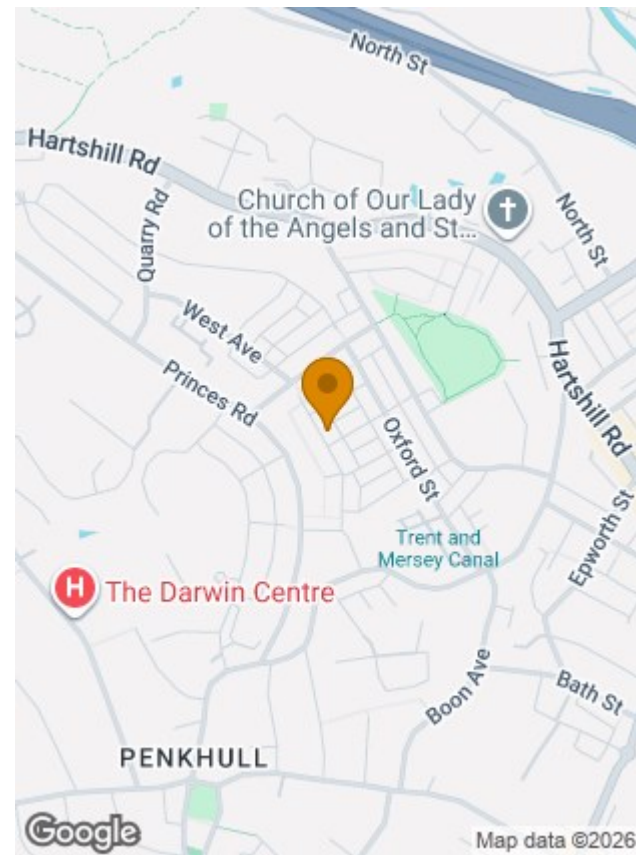 North St
Hartshill Rd
Church of Our Lady
of the Angels and St...
Quarry Rd
North St
West Ave
Princes Rd
Hartshill Rd
Oxford St
Trent and
Mersey Canal
Epworth St
H
The Darwin Centre
Boon Ave
Bath St
PENKHULL
Google
Map data ©2026